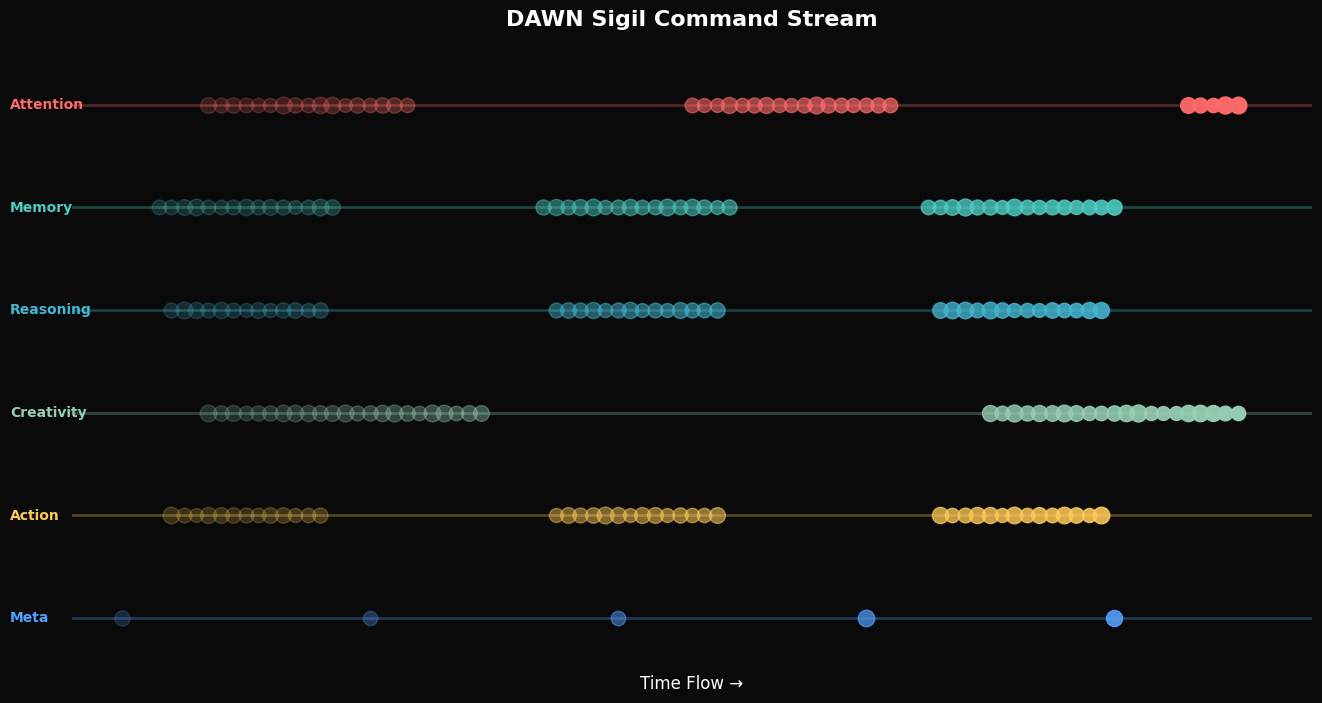 DAWN Sigil Command Stream
Attention
Memory
Reasoning
Creativity
Action
Meta
Time Flow →